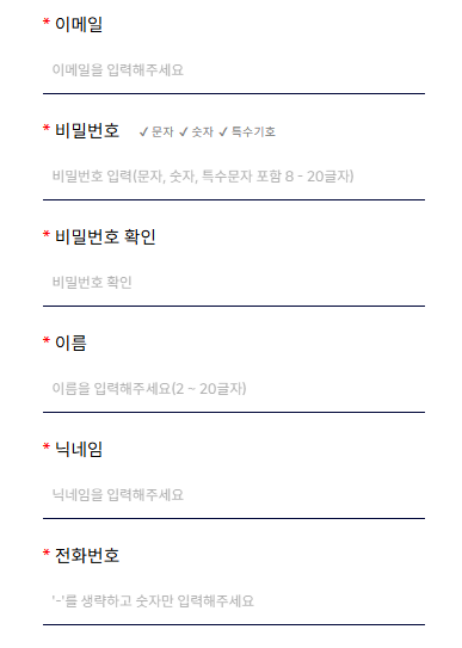 * 이메일
이메일을 입력해주세요
* 비밀번호 ✓ 문자 ✓ 숫자 ✓ 특수기호
비밀번호 입력(문자, 숫자, 특수문자 포함 8 - 20글자)
* 비밀번호 확인
비밀번호 확인
* 이름
이름을 입력해주세요(2 ~ 20글자)
* 닉네임
닉네임을 입력해주세요
* 전화번호
'-'를 생략하고 숫자만 입력해주세요